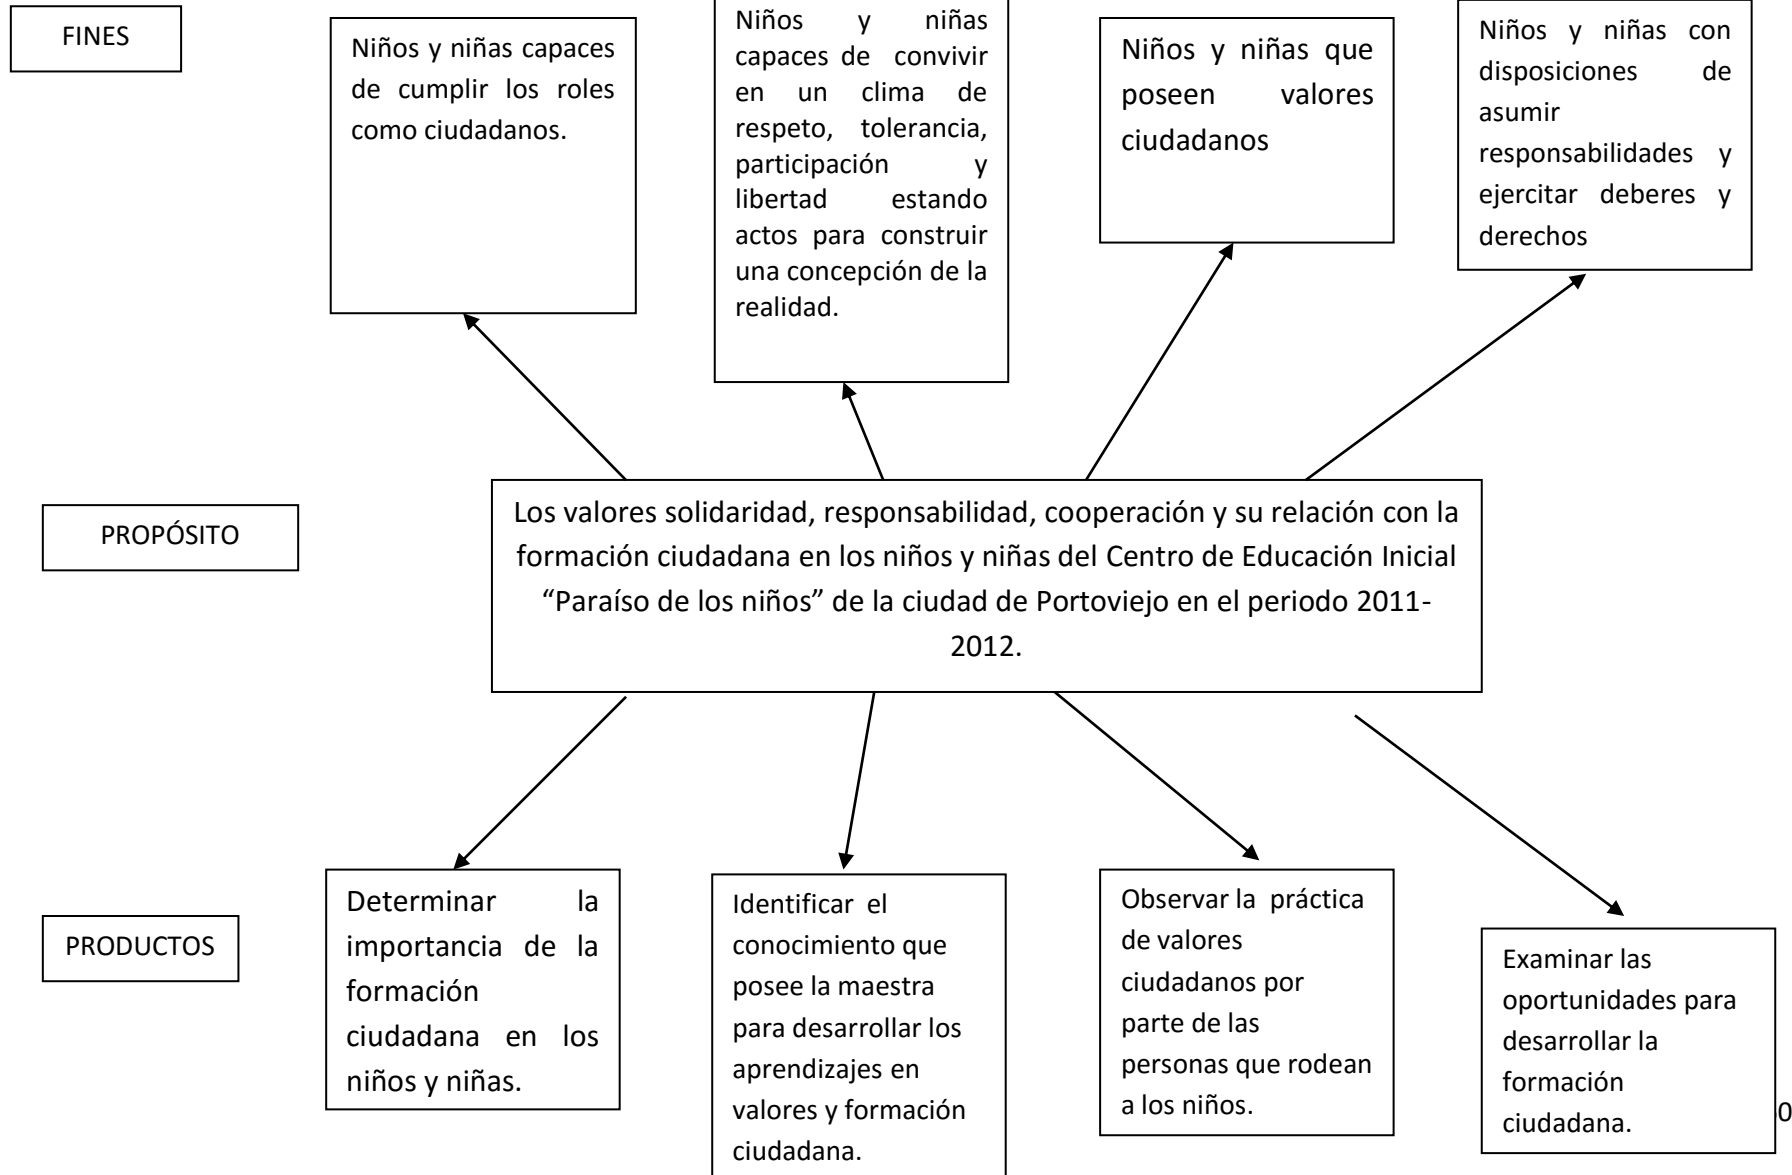 FINES
Niños y niñas capaces
de cumplir los roles
como ciudadanos.
Niños y niñas
capaces de convivir
en un clima de
respeto, tolerancia,
participación y
libertad estando
actos para construir
una concepción de la
realidad.
Niños y niñas que
poseen valores
ciudadanos
Niños y niñas con
disposiciones de
asumir
responsabilidades y
ejercitar deberes y
derechos
PROPÓSITO
Los valores solidaridad, responsabilidad, cooperación y su relación con la
formación ciudadana en los niños y niñas del Centro de Educación Inicial
“Paraíso de los niños” de la ciudad de Portoviejo en el periodo 2011-
2012.
PRODUCTOS
Determinar la
importancia de la
formación
ciudadana en los
niños y niñas.
Identificar el
conocimiento que
posee la maestra
para desarrollar los
aprendizajes en
valores y formación
ciudadana.
Observar la práctica
de valores
ciudadanos por
parte de las
personas que rodean
a los niños.
Examinar las
oportunidades para
desarrollar la
formación
ciudadana.